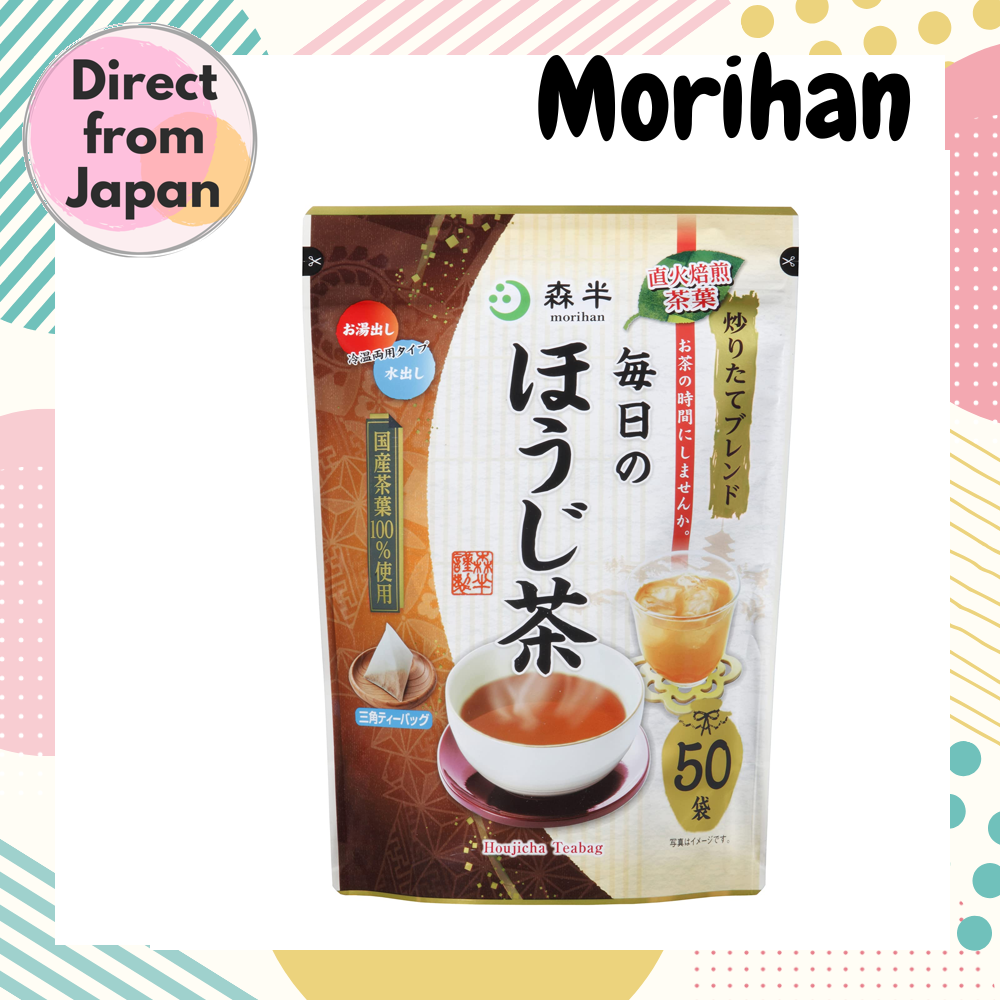 Direct
from
Japan
Morihan
森半
morihan
直火焙煎
茶葉
炒りたてブレンド
お茶の時間にしませんか。
毎日の
ほうじ茶
お湯出し
冷温両用タイプ
水出し
国産茶葉100%使用
森半
謹製
三角ティーバッグ
50
袋
写真はイメージです。
Houjicha Teabag